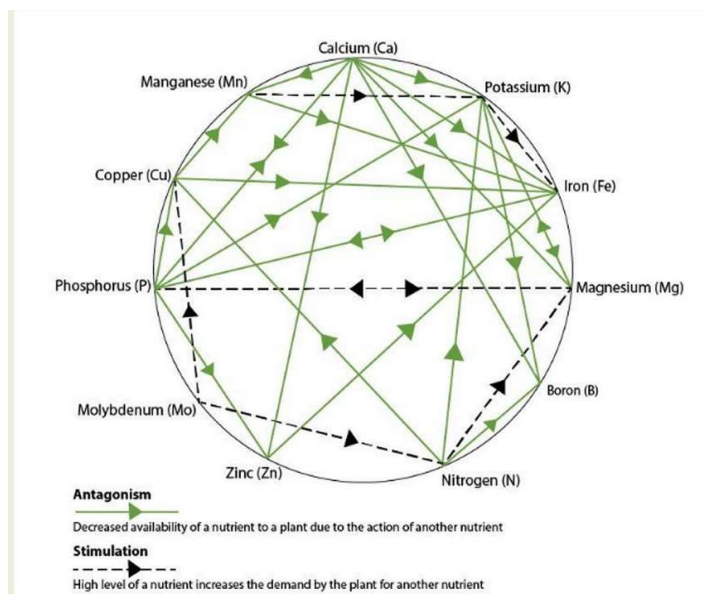 Calcium (Ca)
Manganese (Mn)
Potassium (K)
Copper (Cu)
Iron (Fe)
Phosphorus (P)
Magnesium (Mg)
Boron (B)
Molybdenum (Mo)
Zinc (Zn)
Nitrogen (N)
Antagonism
Decreased availability of a nutrient to a plant due to the action of another nutrient
Stimulation
High level of a nutrient increases the demand by the plant for another nutrient